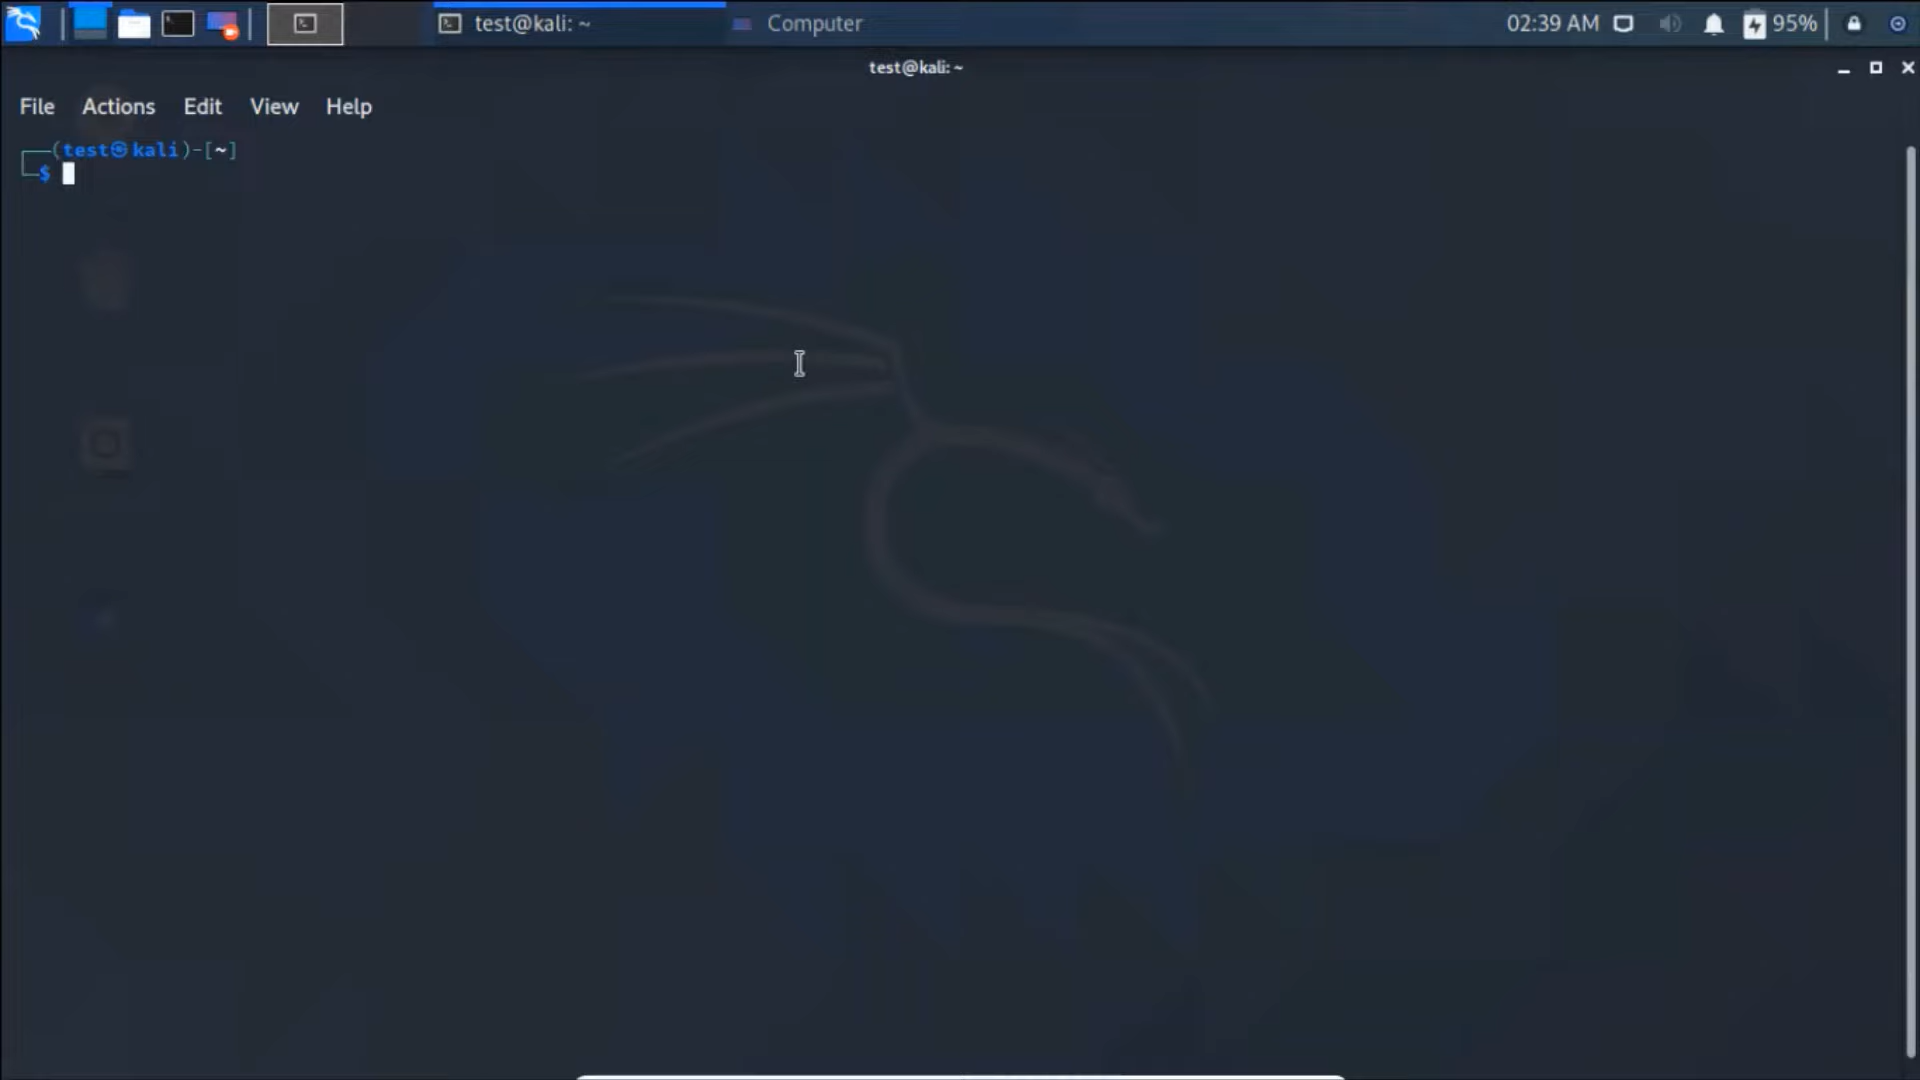 test@kali: ~
Computer
02:39 AM
95%
test@kali: ~
File Actions Edit View Help
┌──(test㉿kali)-[~]
└─$